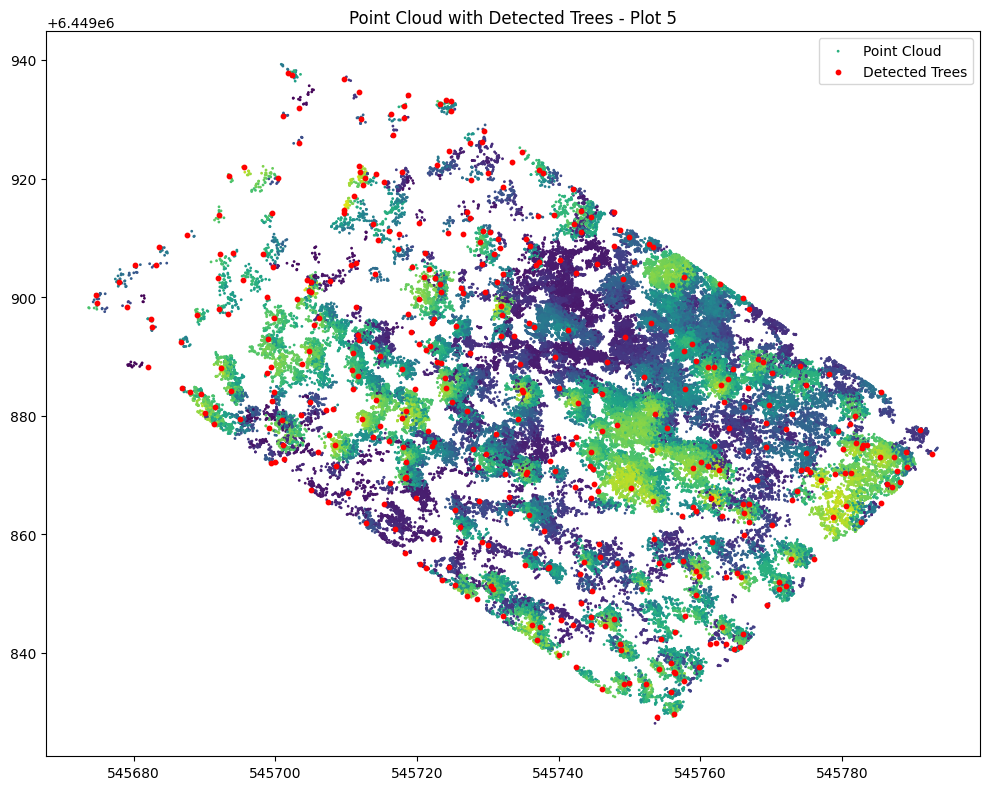 Point Cloud with Detected Trees - Plot 5
+6.449e6
Point Cloud
Detected Trees
940
920
900
880
860
840
545680 545700 545720 545740 545760 545780